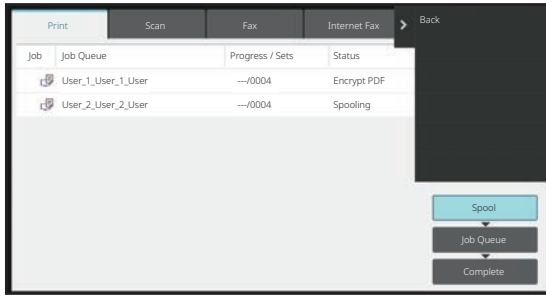 Print Scan Fax Internet Fax Back
Job Job Queue Progress / Sets Status
User_1_User_1_User ---/0004 Encrypt PDF
User_2_User_2_User ---/0004 Spooling
Spool
Job Queue
Complete